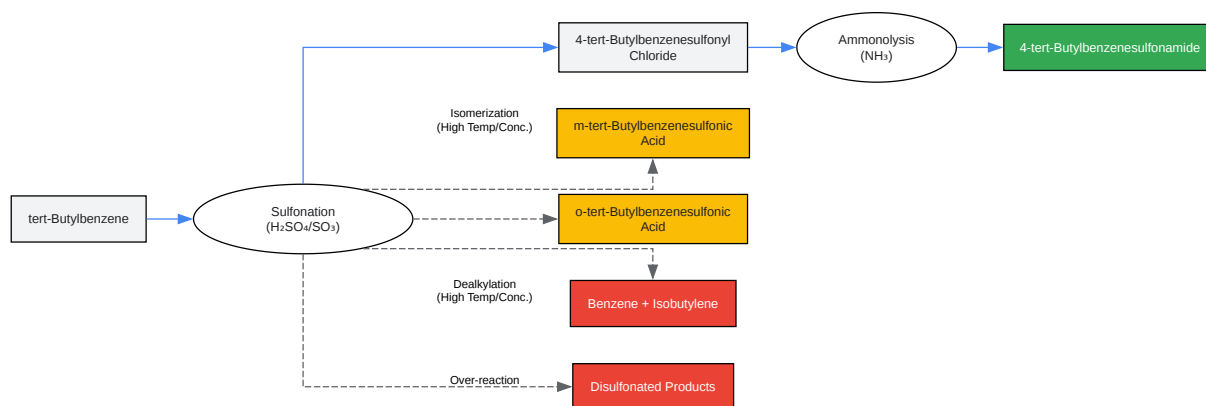 4-tert-Butylbenzenesulfonyl
Chloride
Ammonolysis
(NH₃)
4-tert-Butylbenzenesulfonamide
Isomerization
(High Temp/Conc.)
m-tert-Butylbenzenesulfonic
Acid
tert-Butylbenzene
Sulfonation
(H₂SO₄/SO₃)
o-tert-Butylbenzenesulfonic
Acid
Dealkylation
(High Temp/Conc.)
Benzene + Isobutylene
Over-reaction
Disulfonated Products